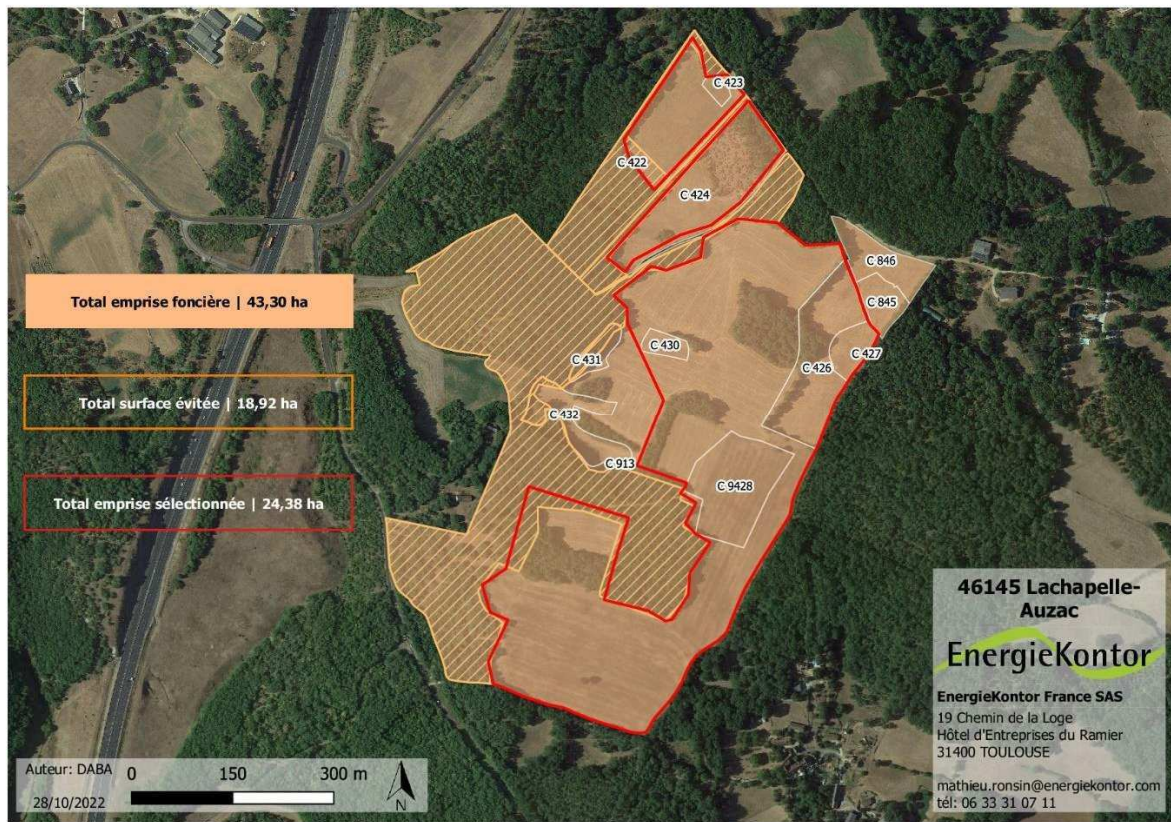 C 423
C 422
C 424
C 846
C 845
C 427
C 426
C 430
C 431
C 432
C 913
C 9428
Total emprise foncière | 43,30 ha
Total surface évitée | 18,92 ha
Total emprise sélectionnée | 24,38 ha
46145 Lachapelle-
Auzac
EnergieKontor
EnergieKontor France SAS
19 Chemin de la Loge
Hôtel d'Entreprises du Ramier
31400 TOULOUSE
mathieu.ronsin@energiekontor.com
tél: 06 33 31 07 11
Auteur: DABA
28/10/2022
0 150 300 m
N